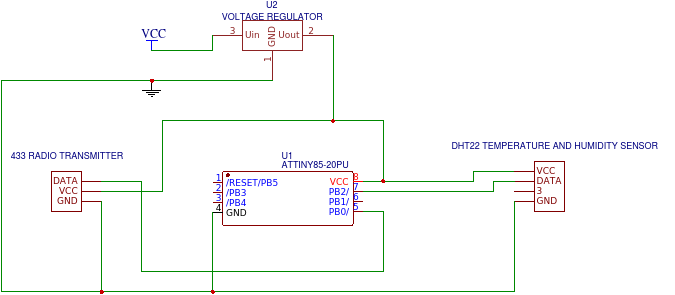 U2
VOLTAGE REGULATOR
VCC
3 Uin GND Uout 2
1
433 RADIO TRANSMITTER
DATA
VCC
GND
U1
ATTINY85-20PU
1 /RESET/PB5
2 /PB3
3 /PB4
4 GND
VCC 8
PB2/ 7
PB1/ 6
PB0/ 5
DHT22 TEMPERATURE AND HUMIDITY SENSOR
VCC
DATA
3
GND